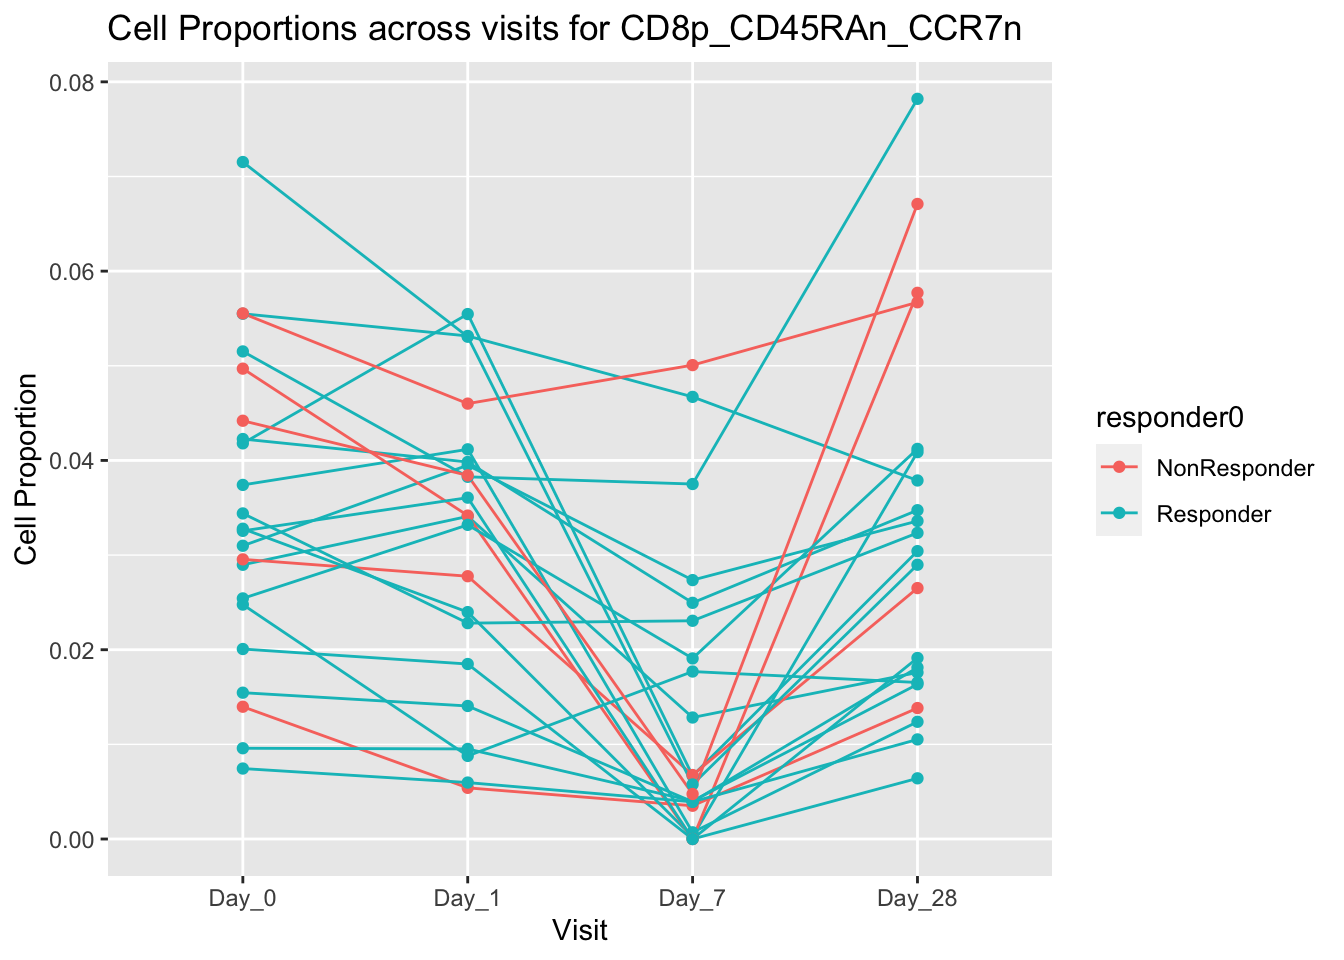 Cell Proportions across visits for CD8p_CD45RAn_CCR7n
0.08
0.06
0.04
0.02
0.00
Cell Proportion
Day_0
Day_1
Day_7
Day_28
Visit
responder0
NonResponder
Responder